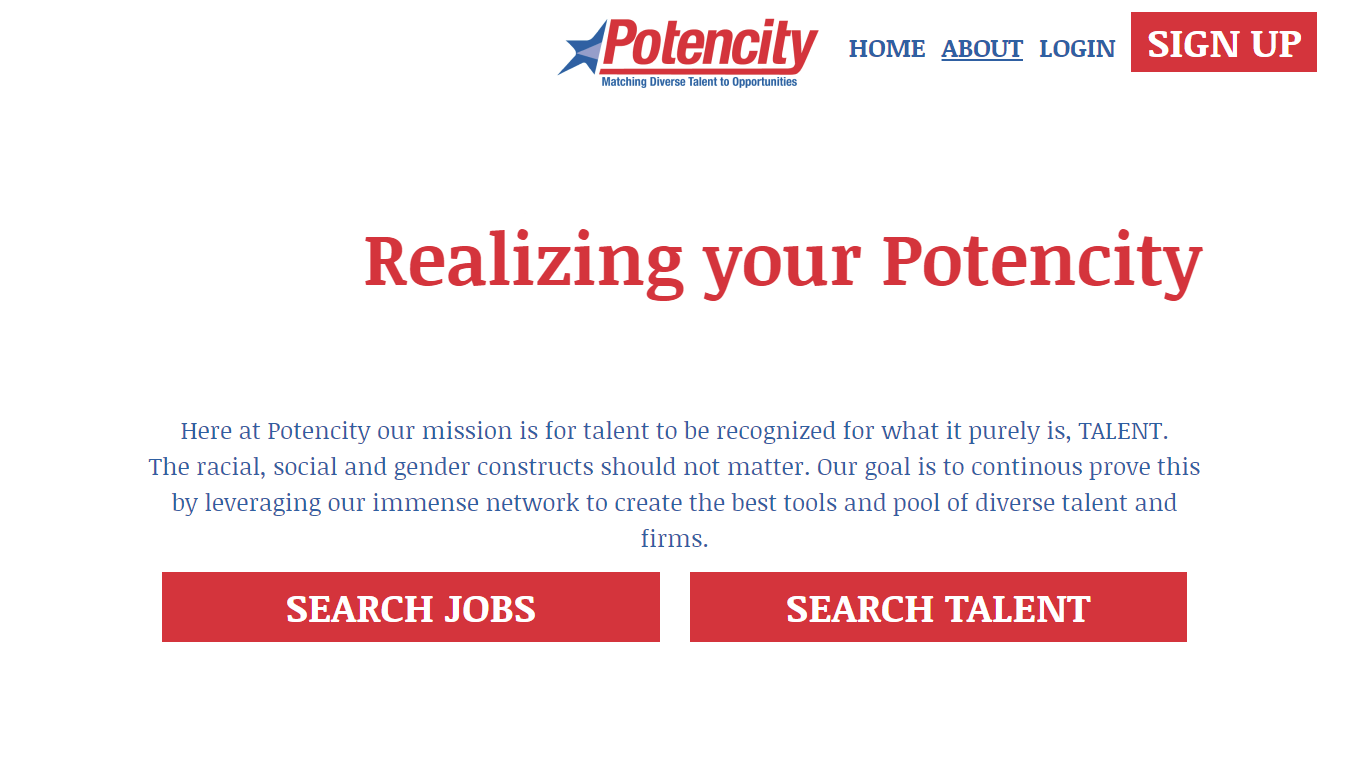 Potencity
Matching Diverse Talent to Opportunities
HOME ABOUT LOGIN SIGN UP
Realizing your Potencity
Here at Potencity our mission is for talent to be recognized for what it purely is, TALENT.
The racial, social and gender constructs should not matter. Our goal is to continous prove this
by leveraging our immense network to create the best tools and pool of diverse talent and
firms.
SEARCH JOBS SEARCH TALENT